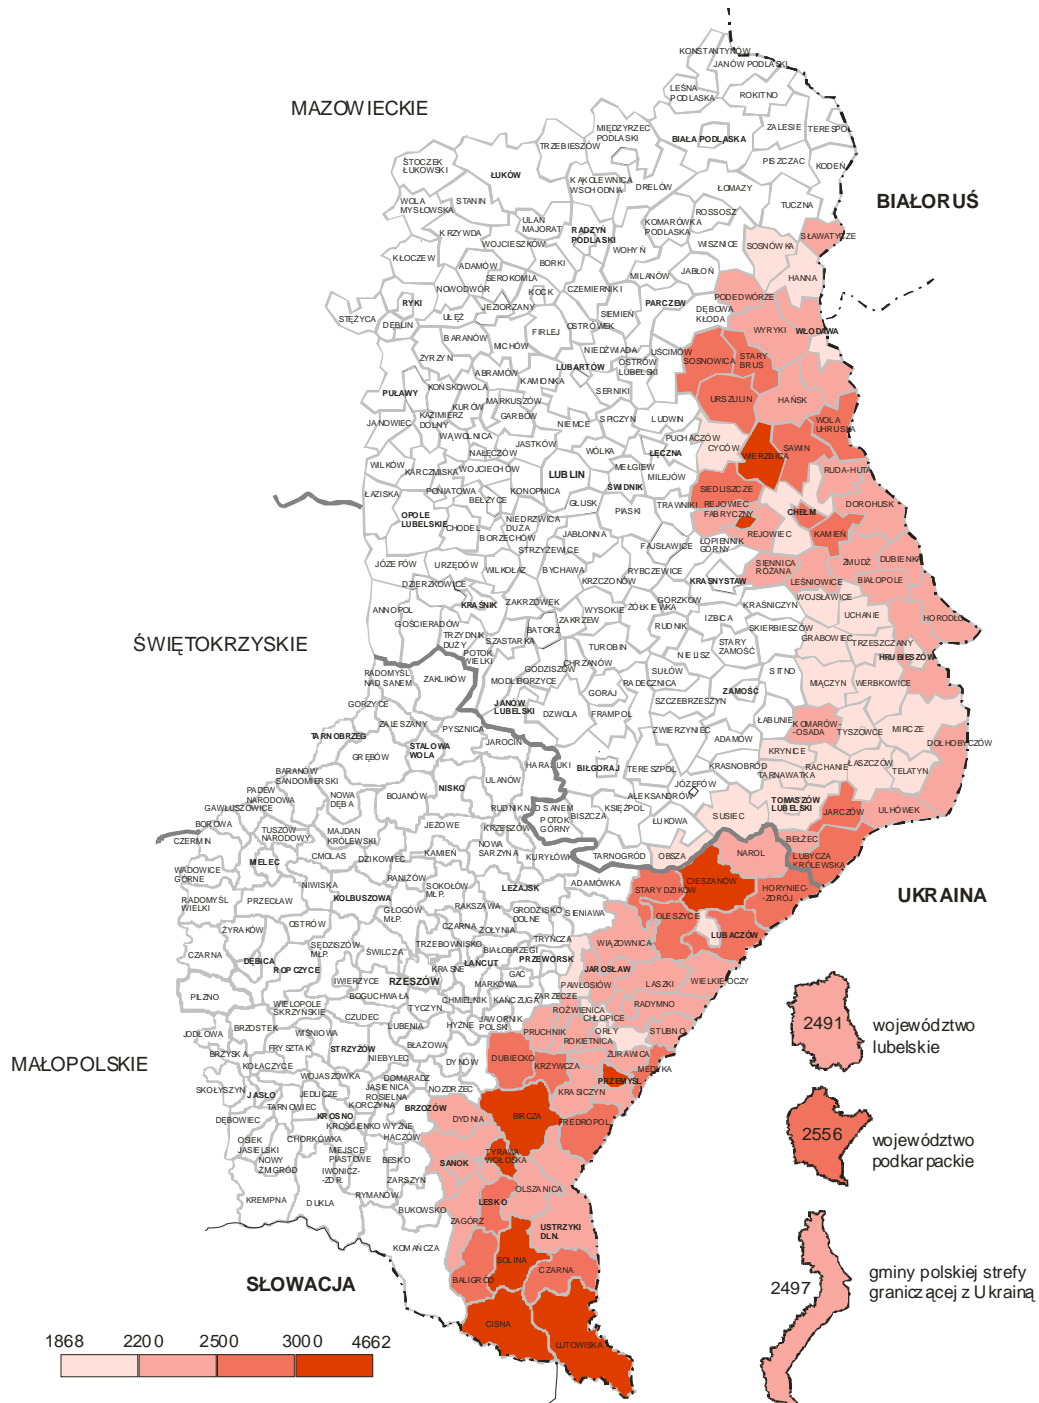 KONSTANTYNÓW
JANÓW PODLASKI
LEŚNA
PODLASKA
ROKITNO
MAZOWIECKIE
MIĘDZYRZEC
PODLASKI
ZALESIE
TERESPOL
BIAŁA PODLASKA
TRZEBIESZÓW
STOCZEK
ŁUKOWSKI
PISZCZAC
KODEŃ
ŁUKÓW
KĄKOLEWNICA
WSCHODNIA
DRELÓW
ŁOMAZY
BIAŁORUŚ
WOLA
MYSŁOWSKA
STANIN
TUCZNA
ROSSOSZ
ULAN
MAJORAT
KOMARÓWKA
PODLASKA
KRZYWDA
RADZYŃ
PODLASKI
SŁAWATYCZE
WOJCIESZKÓW
WOHYŃ
WISZNICE
SOSNÓWKA
KŁOCZEW
ADAMÓW
BORKI
MILANÓW
JABŁOŃ
HANNA
SEROKOMLA
NOWODWÓR
KOCK
CZEMIERNIKI
PODEDWÓRZE
RYKI
JEZIORZANY
PARCZEW
DĘBOWA
KŁODA
STĘŻYCA
DĘBLIN
UŁĘŻ
SIEMIEŃ
OSTRÓWEK
FIRLEJ
WYRYKI
WŁODAWA
BARANÓW
MICHÓW
NIEDŹWIADA
UŚCIMÓW
SOSNOWICA
STARY
BRUS
ŻYRZYN
LUBARTÓW
OSTRÓW
LUBELSKI
ABRAMÓW
KAMIONKA
PUŁAWY
KOŃSKOWOLA
SERNIKI
URSZULIN
HAŃSK
KURÓW
MARKUSZÓW
GARBÓW
JANOWIEC
KAZIMIERZ
DOLNY
NIEMCE
SPICZYN
LUDWIN
WOLA
UHRUSKA
WĄWOLNICA
PUCHACZÓW
CYCÓW
JASTKÓW
WÓLKA
ŁĘCZNA
WIERZBICA
SAWIN
NAŁĘCZÓW
WILKÓW
KARCZMISKA
WOJCIECHÓW
LUBLIN
MEŁGIEW
MILEJÓW
RUDA-HUTA
ŁAZISKA
PONIATOWA
BEŁŻYCE
KONOPNICA
ŚWIDNIK
SIEDLISZCZE
GŁUSK
PIASKI
TRAWNIKI
REJOWIEC
FABRYCZNY
CHEŁM
DOROHUSK
OPOLE
LUBELSKIE
CHODEL
NIEDRZWICA
DUŻA
BORZECHÓW
JABŁONNA
REJOWIEC
KAMIEŃ
STRZYŻEWICE
FAJSŁAWICE
ŁOPIENNIK
GÓRNY
JÓZEFÓW
URZĘDÓW
WILKOŁAZ
BYCHAWA
RYBCZEWICE
SIENNICA
RÓŻANA
ŻMUDŹ
DUBIENKA
DZIERZKOWICE
KRZCZONÓW
KRASNYSTAW
LEŚNIOWICE
BIAŁOPOLE
ANNOPOL
KRAŚNIK
ZAKRZÓWEK
WYSOKIE
ŻÓŁKIEWKA
GORZKÓW
KRAŚNICZYN
WOJSŁAWICE
GOŚCIERADÓW
ZAKRZEW
IZBICA
UCHANIE
HORODŁO
TRZYDNIK
DUŻY
SZASTARKA
BATORZ
RUDNIK
SKIERBIESZÓW
ŚWIĘTOKRZYSKIE
POTOK
WIELKI
TUROBIN
STARY
ZAMOŚĆ
GRABOWIEC
TRZESZCZANY
NIELISZ
HRUBIESZÓW
RADOMYŚL
NAD SANEM
ZAKLIKÓW
GODZISZÓW
CHRZANÓW
MODLIBORZYCE
SUŁÓW
SITNO
RADECZNICA
MIĄCZYN
WERBKOWICE
GORZYCE
GORAJ
SZCZEBRZESZYN
ZAMOŚĆ
JANÓW
LUBELSKI
DZWOLA
FRAMPOL
ZALESZANY
PYSZNICA
ŁABUNIE
KOMARÓW-
OSADA
TYSZOWCE
MIRCZE
TARNOBRZEG
ZWIERZYNIEC
ADAMÓW
DOŁHOBYCZÓW
STALOWA
WOLA
JAROCIN
GRĘBÓW
KRYNICE
HARASIUKI
BIŁGORAJ
TERESZPOL
KRASNOBRÓD
RACHANIE
ŁASZCZÓW
BARANÓW
SANDOMIERSKI
TARNAWATKA
TELATYN
ULANÓW
JÓZEFÓW
PADEW
NARODOWA
NOWA
DĘBA
BOJANÓW
NISKO
ALEKSANDRÓW
GAWŁUSZOWICE
RUDNIK N D SANEM
KSIĘŻPOL
TOMASZÓW
LUBELSKI
JARCZÓW
ULHÓWEK
BISZCZA
SUSIEC
POTOK
GÓRNY
BOROWA
TUSZÓW
NARODOWY
MAJDAN
KRÓLEWSKI
JEŻOWE
KRZESZÓW
ŁUKOWA
CZERMIN
BEŁŻEC
NOWA
SARZYNA
MIELEC
CMOLAS
DZIKOWIEC
KAMIEŃ
KURYŁÓWKA
TARNOGRÓD
OBSZA
NAROL
LUBYCZA
KRÓLEWSKA
WADOWICE
GÓRNE
NIWISKA
RANIŻÓW
LEŻAJSK
ADAMÓWKA
CIESZANÓW
HORYNIEC-
ZDRÓJ
UKRAINA
SOKOŁÓW
MŁP.
STARY DZIKÓW
RADOMYŚL
WIELKI
PRZECŁAW
KOLBUSZOWA
RAKSZAWA
GRODZISKO
DOLNE
SIENIAWA
GŁOGÓW
MŁP.
OLESZYCE
ŻYRAKÓW
OSTRÓW
CZARNA
ŻOŁYNIA
LUBACZÓW
TRYŃCZA
WIĄZOWNICA
SĘDZISZÓW
MŁP.
TRZEBOWNISKO
CZARNA
ŚWILCZA
BIAŁOBRZEGI
DĘBICA
ROPCZYCE
ŁAŃCUT
PRZEWORSK
KRASNE
JAROSŁAW
RZESZÓW
GAĆ
IWIERZYCE
MARKOWA
PAWŁOSIÓW
LASZKI
WIELKIE OCZY
PILZNO
BOGUCHWAŁA
CHMIELNIK
KAŃCZUGA
ZARZECZE
RADYMNO
WIELOPOLE
SKRZYŃSKIE
CZUDEC
TYCZYN
ROŹWIENICA
JAWORNIK
POLSKI
CHŁOPICE
2491
województwo
lubelskie
JODŁOWA
BRZOSTEK
WIŚNIOWA
LUBENIA
HYŻNE
PRUCHNIK
ORŁY
STUBNO
ROKIETNICA
BŁAŻOWA
FRYSZTAK
STRZYŻÓW
NIEBYLEC
DYNÓW
DUBIECKO
ŻURAWICA
MAŁOPOLSKIE
BRZYSKA
KOŁACZYCE
KRZYWCZA
MEDYKA
WOJASZÓWKA
DOMARADZ
JASIENICA
ROSIELNA
PRZEMYŚL
SKOŁYSZYN
JASŁO
JEDLICZE
NOZDRZEC
KRASICZYN
TARNOWIEC
KORCZYNA
BRZOZÓW
BIRCZA
DĘBOWIEC
KROSNO
KROŚCIENKO WYŻNE
DYDNIA
FREDROPOL
2556
województwo
podkarpackie
OSIEK
JASIELSKI
CHORKÓWKA
HACZÓW
MIEJSCE
PIASTOWE
NOWY
ŻMIGRÓD
BESKO
SANOK
TYRAWA
WOŁOSKA
IWONICZ-
-ZDR.
ZARSZYN
OLSZANICA
KREMPNA
DUKLA
RYMANÓW
LESKO
BUKOWSKO
ZAGÓRZ
USTRZYKI
DLN.
KOMAŃCZA
SOLINA
CZARNA
SŁOWACJA
BALIGRÓD
2497
gminy polskiej strefy
graniczącej z Ukrainą
CISNA
LUTOWISKA
1868 2200 2500 3000 4662